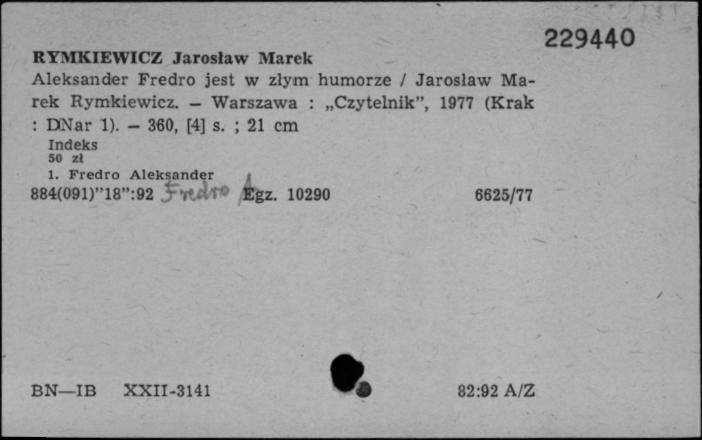 229440
RYMKIEWICZ Jarosław Marek
Aleksander Fredro jest w złym humorze / Jarosław Ma-
rek Rymkiewicz. — Warszawa : „Czytelnik”, 1977 (Krak
: DNar 1). — 360, [4] s. ; 21 cm
Indeks
50 zł
1. Fredro Aleksander
884(091)”18”:92 Fredro A Egz. 10290 6625/77
BN—IB XXII-3141 82:92 A/Z